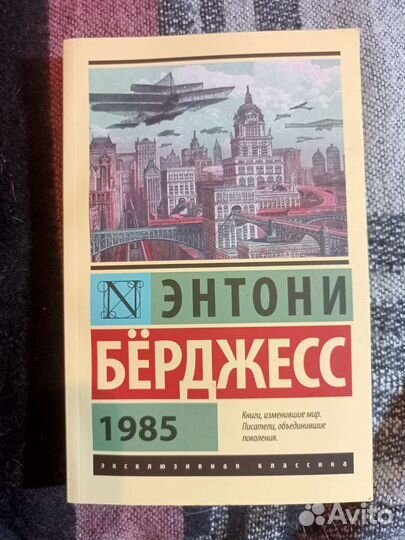 N
ЭНТОНИ
БЁРДЖЕСС
1985
Книги, изменившие мир.
Писатели, объединившие
поколения.
эксклюзивная классика
Avito